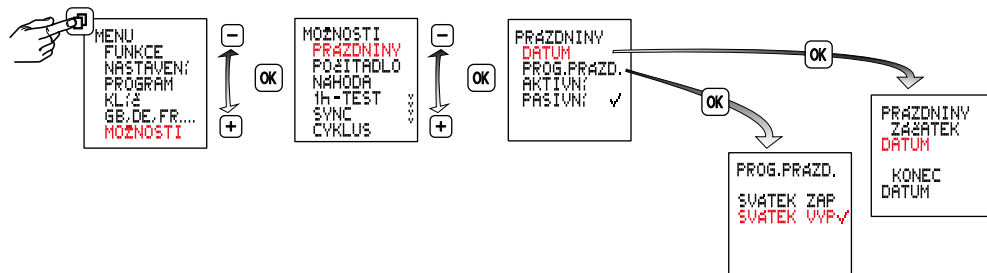 MENU
FUNKCE
NASTAVENÍ
PROGRAM
KLÍČ
GB,DE,FR....
MOŽNOSTI
−
+
OK
MOŽNOSTI
PRÁZDNINY
POČITADLO
NÁHODA
1h-TEST
SYNC
CYKLUS
−
+
OK
PRÁZDNINY
DATUM
PROG.PRÁZD.
AKTIVNÍ
PASIVNÍ ✓
OK
OK
PROG.PRÁZD.
SVÁTEK ZAP
SVÁTEK VYP✓
PRÁZDNINY
ZAČÁTEK
DATUM
KONEC
DATUM